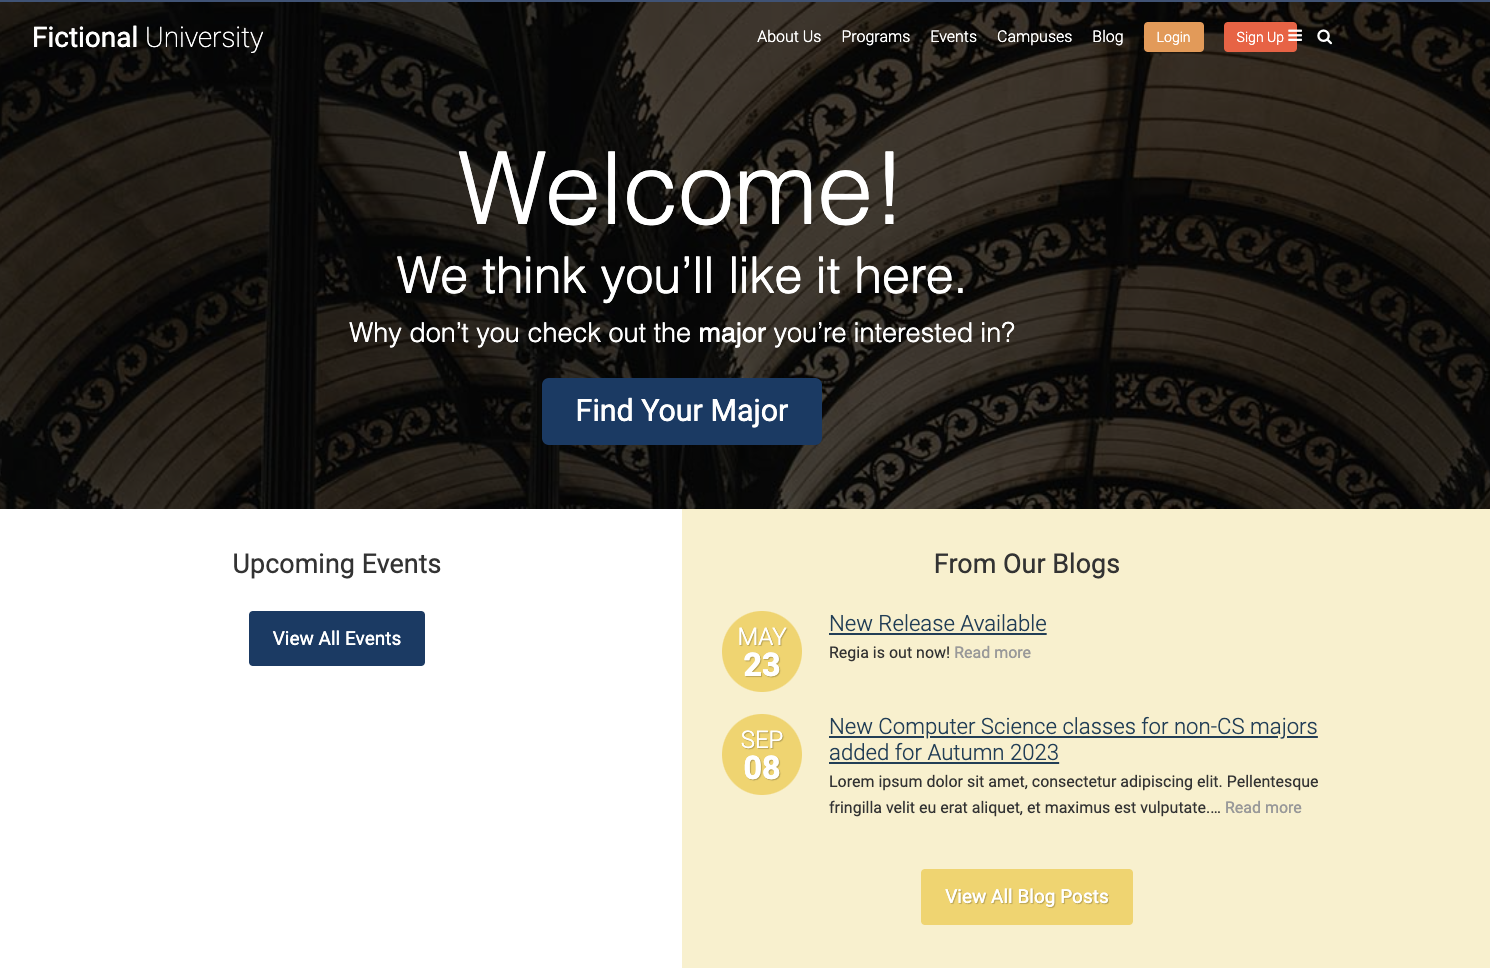 Fictional University
About Us Programs Events Campuses Blog Login Sign Up
Welcome!
We think you’ll like it here.
Why don’t you check out the major you’re interested in?
Find Your Major
Upcoming Events
View All Events
From Our Blogs
MAY
23
New Release Available
Regia is out now! Read more
SEP
08
New Computer Science classes for non-CS majors
added for Autumn 2023
Lorem ipsum dolor sit amet, consectetur adipiscing elit. Pellentesque
fringilla velit eu erat aliquet, et maximus est vulputate.… Read more
View All Blog Posts